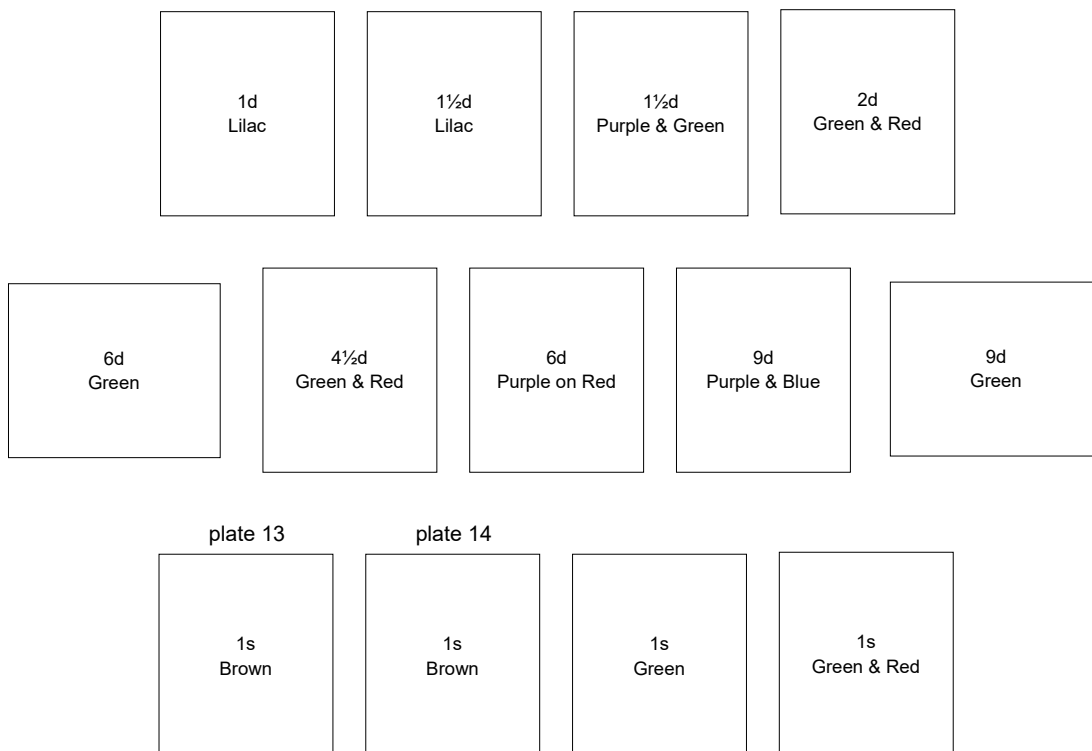 1d
Lilac
1½d
Lilac
1½d
Purple & Green
2d
Green & Red
6d
Green
4½d
Green & Red
6d
Purple on Red
9d
Purple & Blue
9d
Green
plate 13
1s
Brown
plate 14
1s
Brown
1s
Green
1s
Green & Red